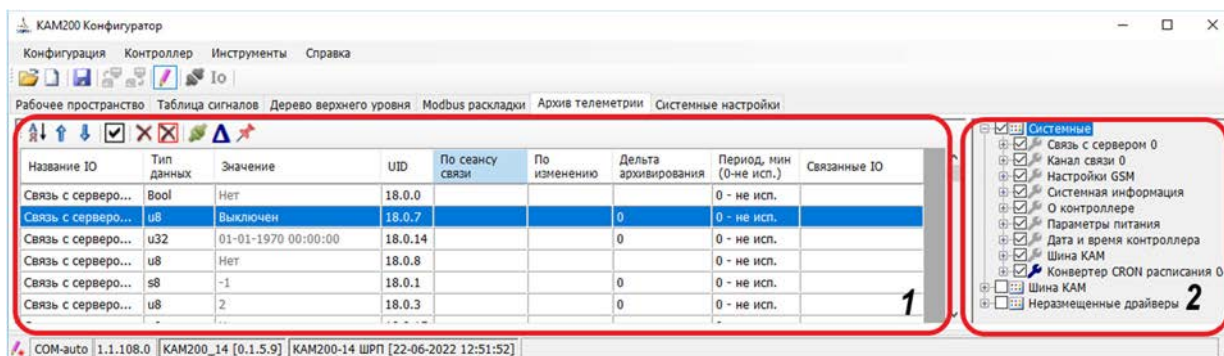 КАМ200 Конфигуратор
Конфигурация Контроллер Инструменты Справка
Io
Рабочее пространство Таблица сигналов Дерево верхнего уровня Modbus раскладки Архив телеметрии Системные настройки
Название IO Тип данных Значение UID По сеансу связи По изменению Дельта архивирования Период, мин (0-не исп.) Связанные IO
Связь с серверо... Bool Нет 18.0.0 0 - не исп.
Связь с серверо... u8 Выключен 18.0.7 0 0 - не исп.
Связь с серверо... u32 01-01-1970 00:00:00 18.0.14 0 0 - не исп.
Связь с серверо... u8 Нет 18.0.8 0 - не исп.
Связь с серверо... s8 -1 18.0.1 0 0 - не исп.
Связь с серверо... u8 2 18.0.3 0 0 - не исп.
1
Системные
Связь с сервером 0
Канал связи 0
Настройки GSM
Системная информация
О контроллере
Параметры питания
Дата и время контроллера
Шина КАМ
Конвертер CRON расписания 0
Шина КАМ
Неразмещенные драйверы
2
COM-auto 1.1.108.0 КАМ200_14 [0.1.5.9] КАМ200-14 ШРП [22-06-2022 12:51:52]